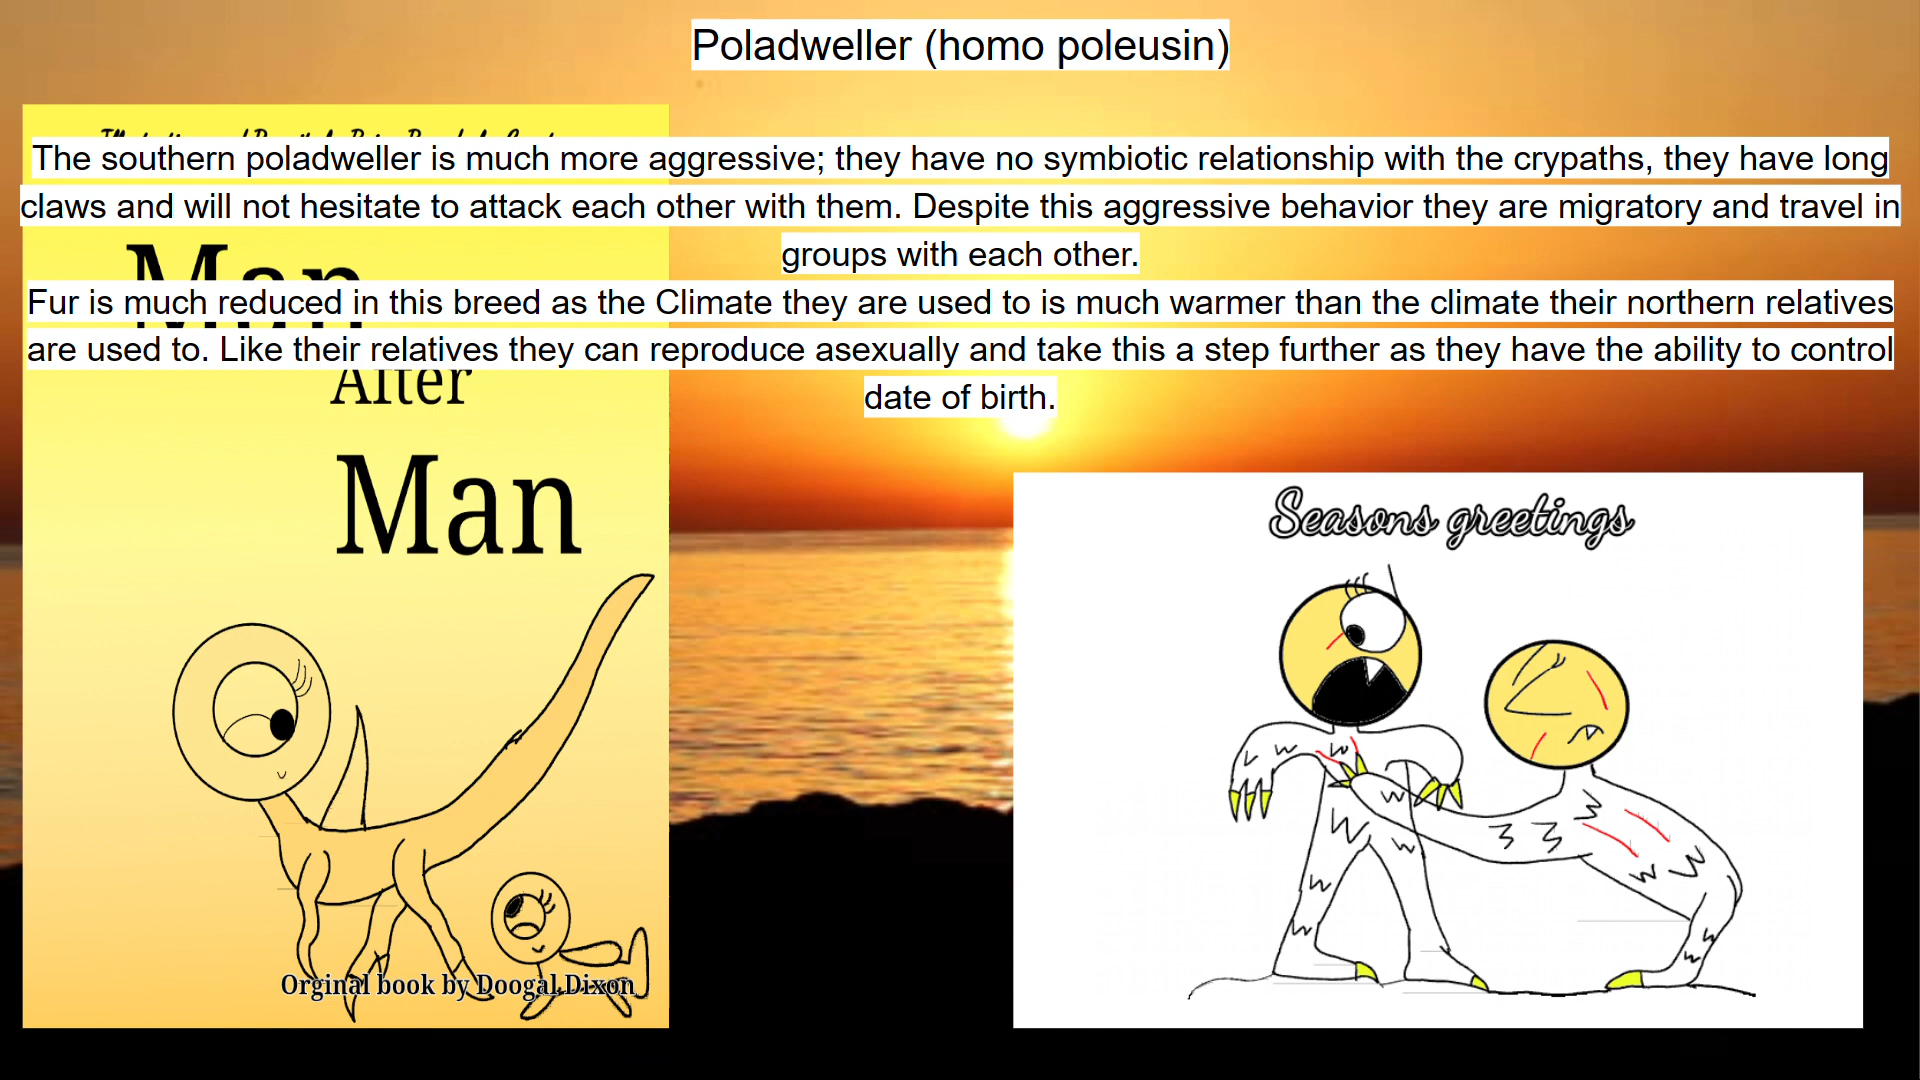 Poladweller (homo poleusin)
The southern poladweller is much more aggressive; they have no symbiotic relationship with the crypaths, they have long
claws and will not hesitate to attack each other with them. Despite this aggressive behavior they are migratory and travel in
groups with each other.
Fur is much reduced in this breed as the Climate they are used to is much warmer than the climate their northern relatives
are used to. Like their relatives they can reproduce asexually and take this a step further as they have the ability to control
date of birth.
Man
After
Man
Orginal book by Doogal Dixon
Seasons greetings